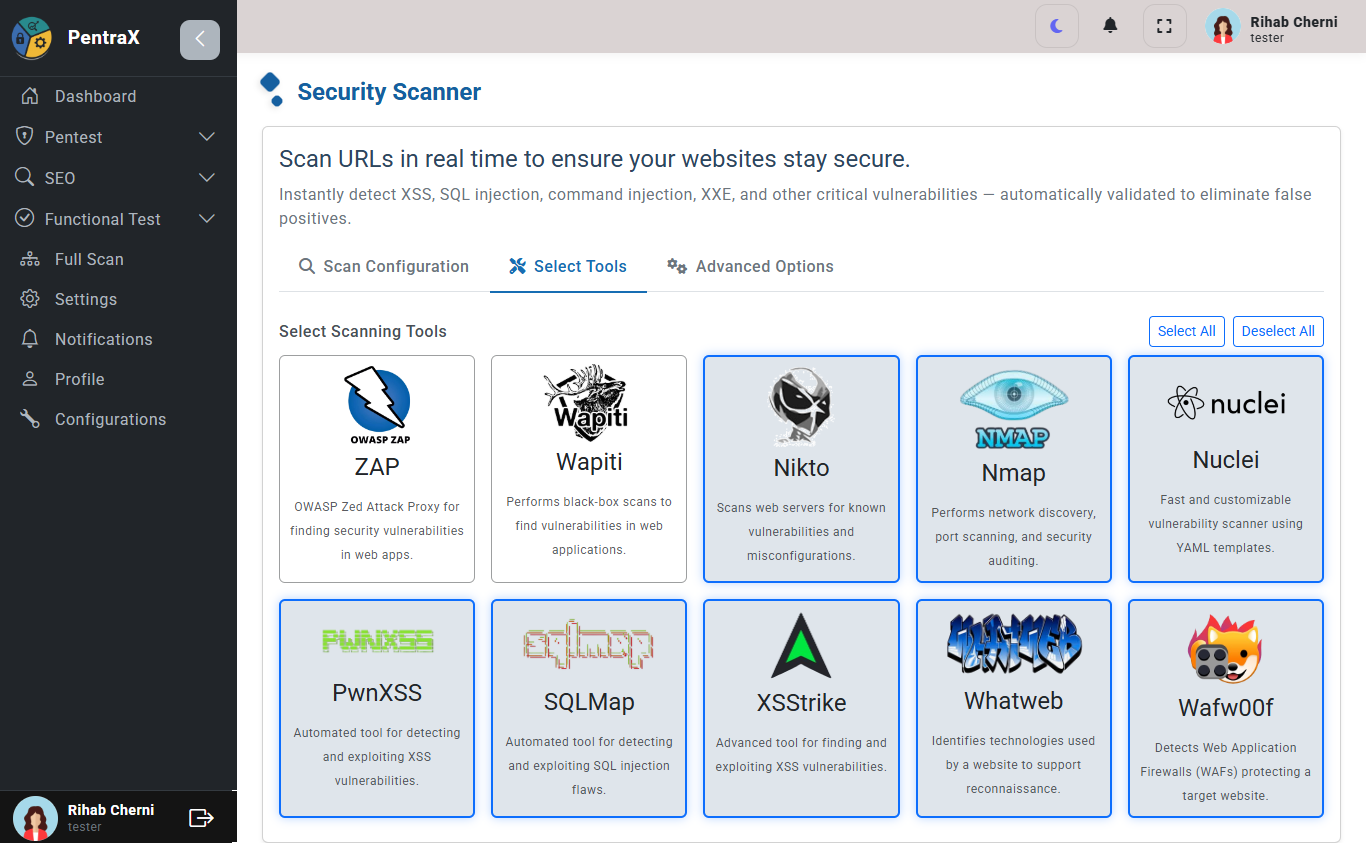 PentraX
Rihab Cherni
tester
Dashboard
Pentest
SEO
Functional Test
Full Scan
Settings
Notifications
Profile
Configurations
Rihab Cherni
tester
Security Scanner
Scan URLs in real time to ensure your websites stay secure.
Instantly detect XSS, SQL injection, command injection, XXE, and other critical vulnerabilities — automatically validated to eliminate false
positives.
Scan Configuration
Select Tools
Advanced Options
Select Scanning Tools
Select All
Deselect All
OWASP ZAP
ZAP
OWASP Zed Attack Proxy for
finding security vulnerabilities
in web apps.
Wapiti
Wapiti
Performs black-box scans to
find vulnerabilities in web
applications.
Nikto
Scans web servers for known
vulnerabilities and
misconfigurations.
NMAP
Nmap
Performs network discovery,
port scanning, and security
auditing.
nuclei
Nuclei
Fast and customizable
vulnerability scanner using
YAML templates.
PWNXSS
PwnXSS
Automated tool for detecting
and exploiting XSS
vulnerabilities.
sqlmap
SQLMap
Automated tool for detecting
and exploiting SQL injection
flaws.
XSStrike
Advanced tool for finding and
exploiting XSS vulnerabilities.
WHATWEB
Whatweb
Identifies technologies used
by a website to support
reconnaissance.
Wafw00f
Detects Web Application
Firewalls (WAFs) protecting a
target website.